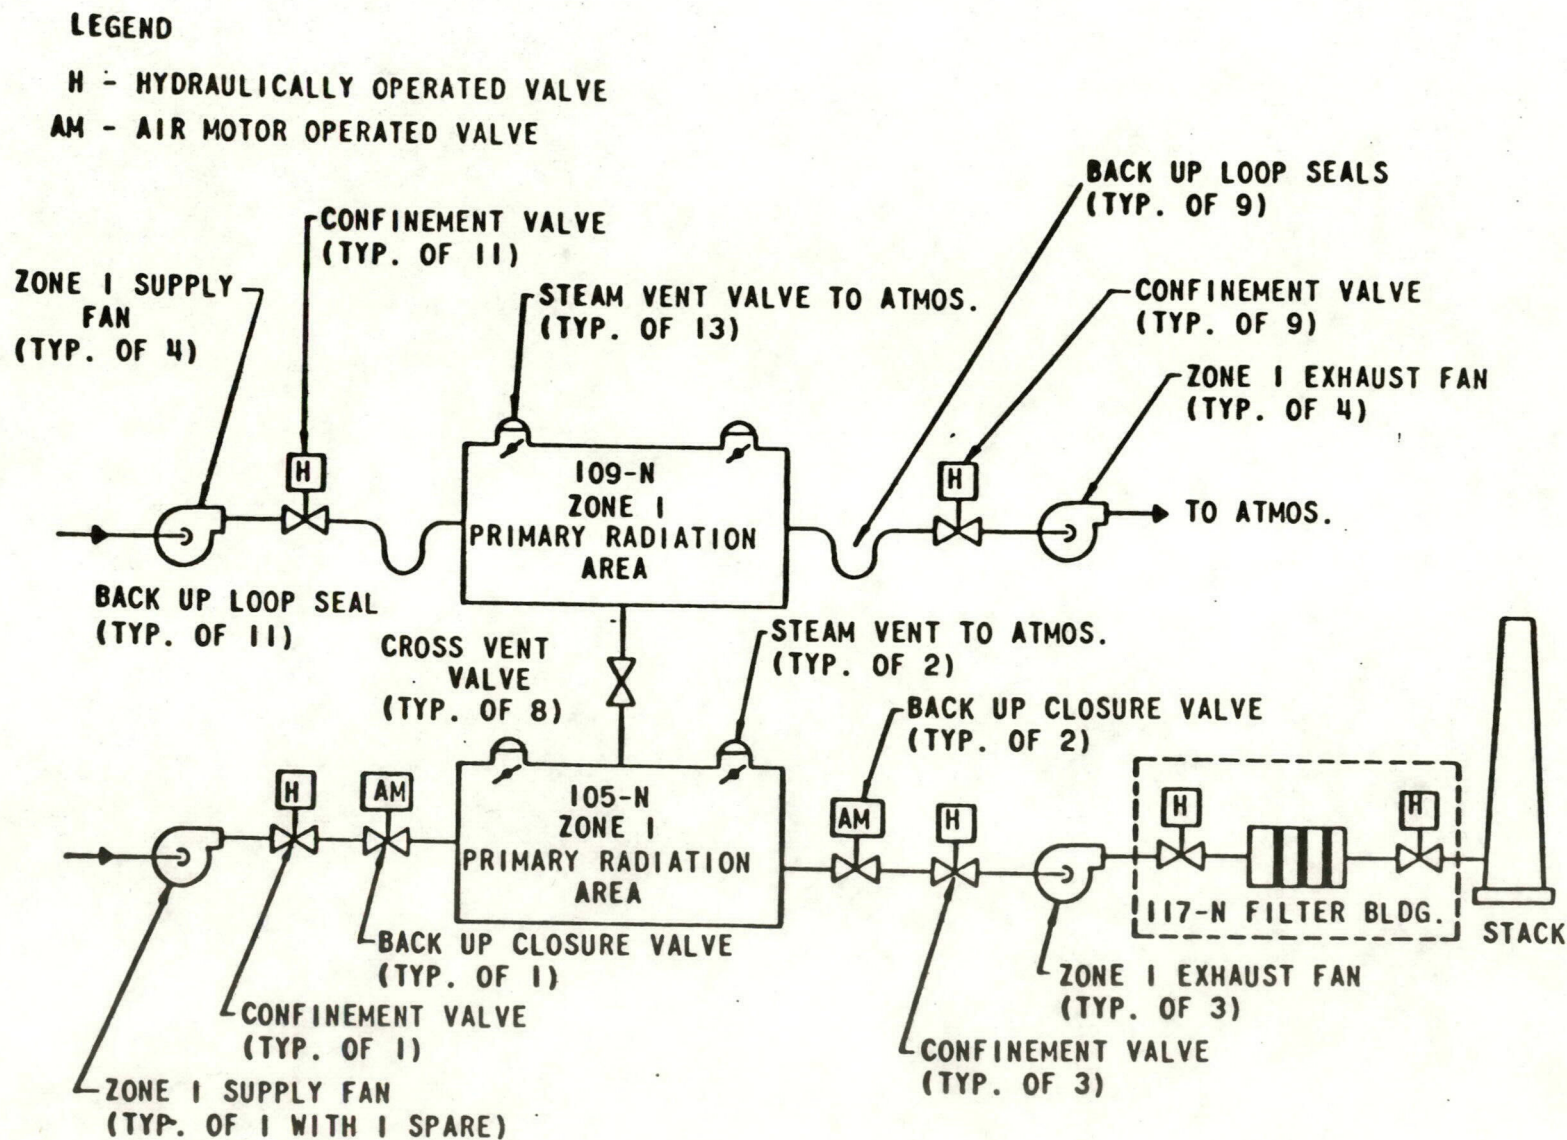 LEGEND
H - HYDRAULICALLY OPERATED VALVE
AM - AIR MOTOR OPERATED VALVE
BACK UP LOOP SEALS
(TYP. OF 9)
CONFINEMENT VALVE
(TYP. OF 11)
ZONE 1 SUPPLY
FAN
(TYP. OF 4)
STEAM VENT VALVE TO ATMOS.
(TYP. OF 13)
CONFINEMENT VALVE
(TYP. OF 9)
ZONE 1 EXHAUST FAN
(TYP. OF 4)
H
109-N
ZONE 1
PRIMARY RADIATION
AREA
H
TO ATMOS.
BACK UP LOOP SEAL
(TYP. OF 11)
CROSS VENT
VALVE
(TYP. OF 8)
STEAM VENT TO ATMOS.
(TYP. OF 2)
BACK UP CLOSURE VALVE
(TYP. OF 2)
H
AM
105-N
ZONE 1
PRIMARY RADIATION
AREA
AM
H
H
H
117-N FILTER BLDG.
STACK
BACK UP CLOSURE VALVE
(TYP. OF 1)
CONFINEMENT VALVE
(TYP. OF 1)
ZONE 1 SUPPLY FAN
(TYP. OF 1 WITH 1 SPARE)
ZONE 1 EXHAUST FAN
(TYP. OF 3)
CONFINEMENT VALVE
(TYP. OF 3)